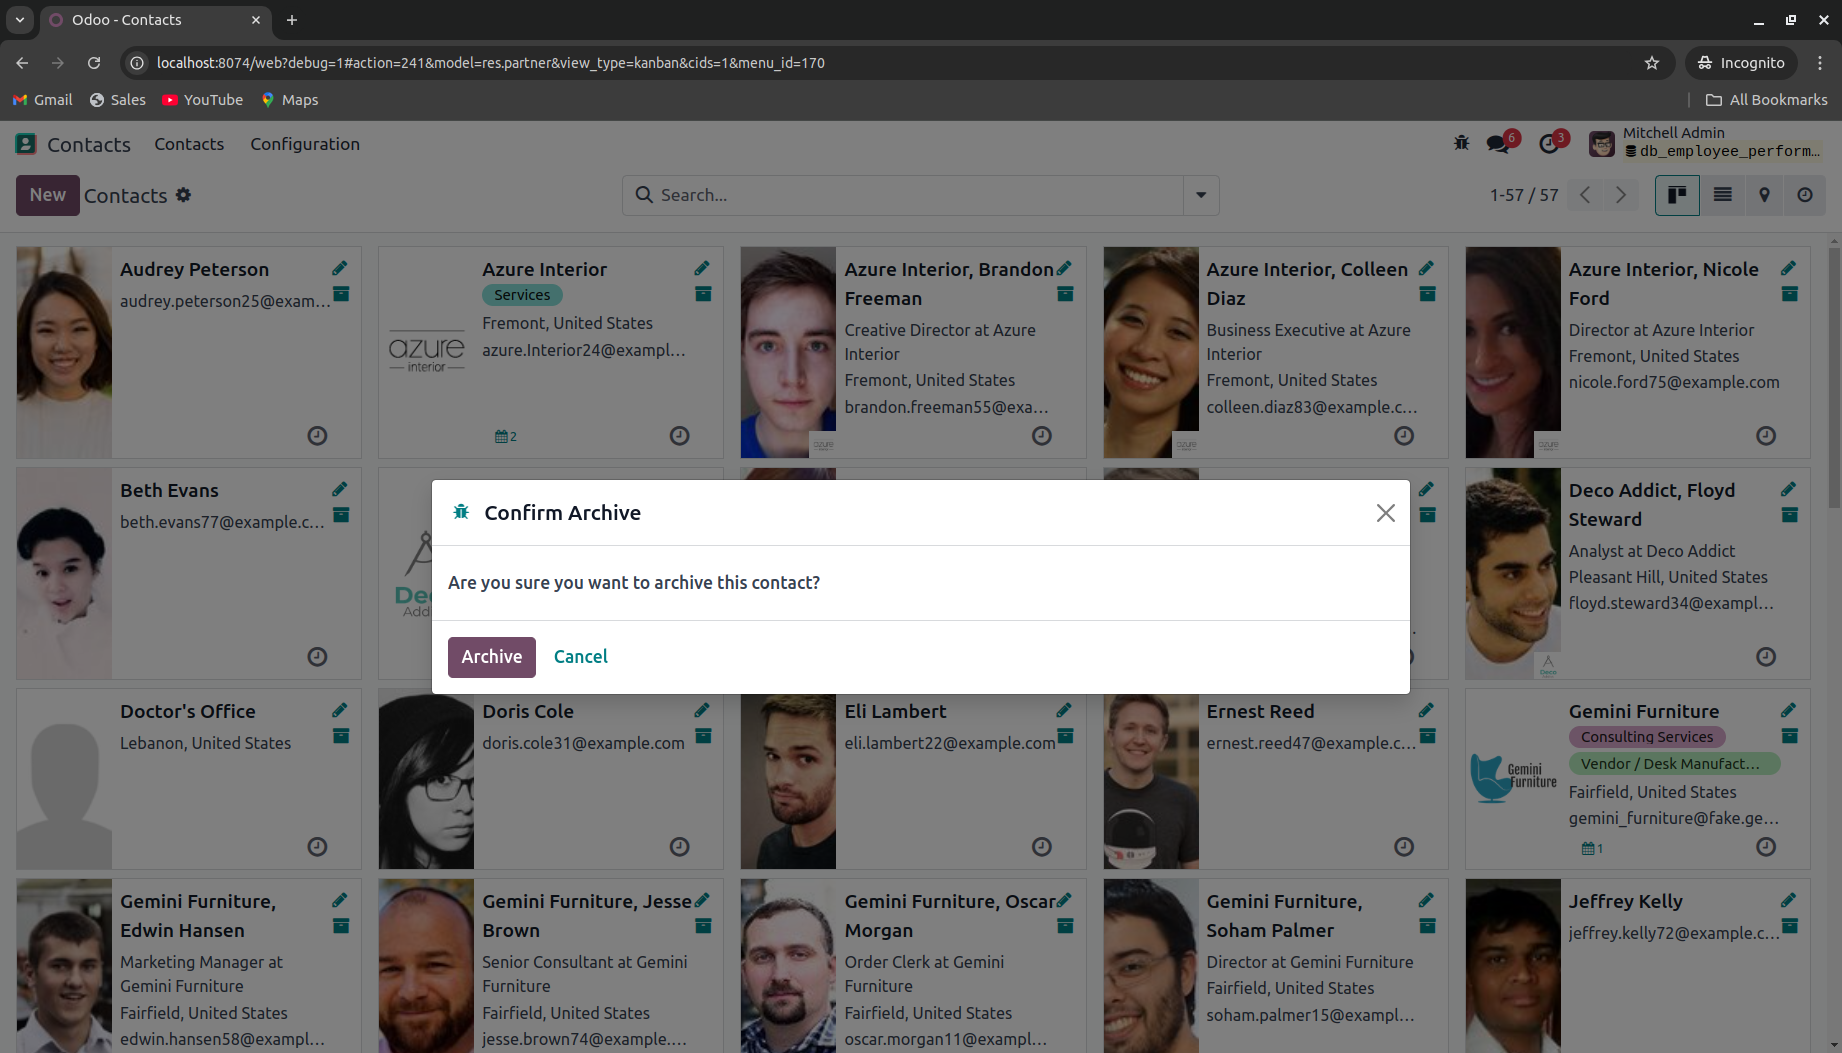 Odoo - Contacts
localhost:8074/web?debug=1#action=241&model=res.partner&view_type=kanban&cids=1&menu_id=170
Incognito
Gmail
Sales
YouTube
Maps
All Bookmarks
Contacts
Contacts
Configuration
6
3
Mitchell Admin
db_employee_perform…
New
Contacts
Search...
1-57 / 57
Audrey Peterson
audrey.peterson25@exam…
azure
interior
Azure Interior
Services
Fremont, United States
azure.Interior24@exampl…
2
Azure Interior, Brandon
Freeman
Creative Director at Azure
Interior
Fremont, United States
brandon.freeman55@exa…
azure
Azure Interior, Colleen
Diaz
Business Executive at Azure
Interior
Fremont, United States
colleen.diaz83@example.c…
azure
Azure Interior, Nicole
Ford
Director at Azure Interior
Fremont, United States
nicole.ford75@example.com
azure
Beth Evans
beth.evans77@example.c…
Deco
Addi
Confirm Archive
Are you sure you want to archive this contact?
Archive
Cancel
Deco Addict, Floyd
Steward
Analyst at Deco Addict
Pleasant Hill, United States
floyd.steward34@exampl…
Deco
Doctor's Office
Lebanon, United States
Doris Cole
doris.cole31@example.com
Eli Lambert
eli.lambert22@example.com
Ernest Reed
ernest.reed47@example.c…
Gemini
Furniture
Gemini Furniture
Consulting Services
Vendor / Desk Manufact…
Fairfield, United States
gemini_furniture@fake.ge…
1
Gemini Furniture,
Edwin Hansen
Marketing Manager at
Gemini Furniture
Fairfield, United States
edwin.hansen58@exampl…
Gemini Furniture, Jesse
Brown
Senior Consultant at Gemini
Furniture
Fairfield, United States
jesse.brown74@example.…
Gemini Furniture, Oscar
Morgan
Order Clerk at Gemini
Furniture
Fairfield, United States
oscar.morgan11@exampl…
Gemini Furniture,
Soham Palmer
Director at Gemini Furniture
Fairfield, United States
soham.palmer15@exampl…
Jeffrey Kelly
jeffrey.kelly72@example.c…